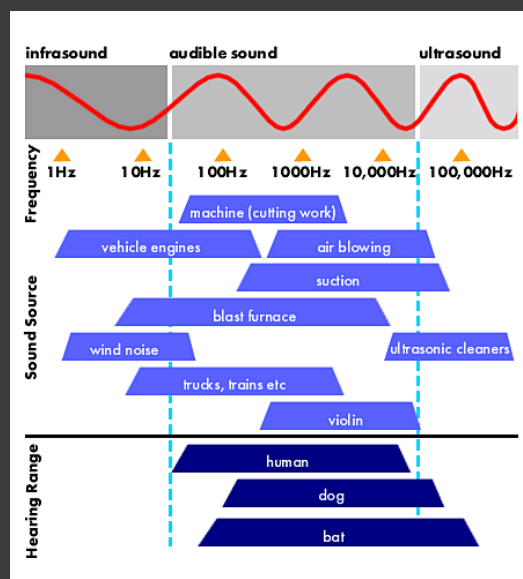 infrasound audible sound ultrasound
Frequency
1Hz 10Hz 100Hz 1000Hz 10,000Hz 100,000Hz
Sound Source
machine (cutting work)
vehicle engines air blowing
suction
blast furnace
wind noise ultrasonic cleaners
trucks, trains etc
violin
Hearing Range
human
dog
bat